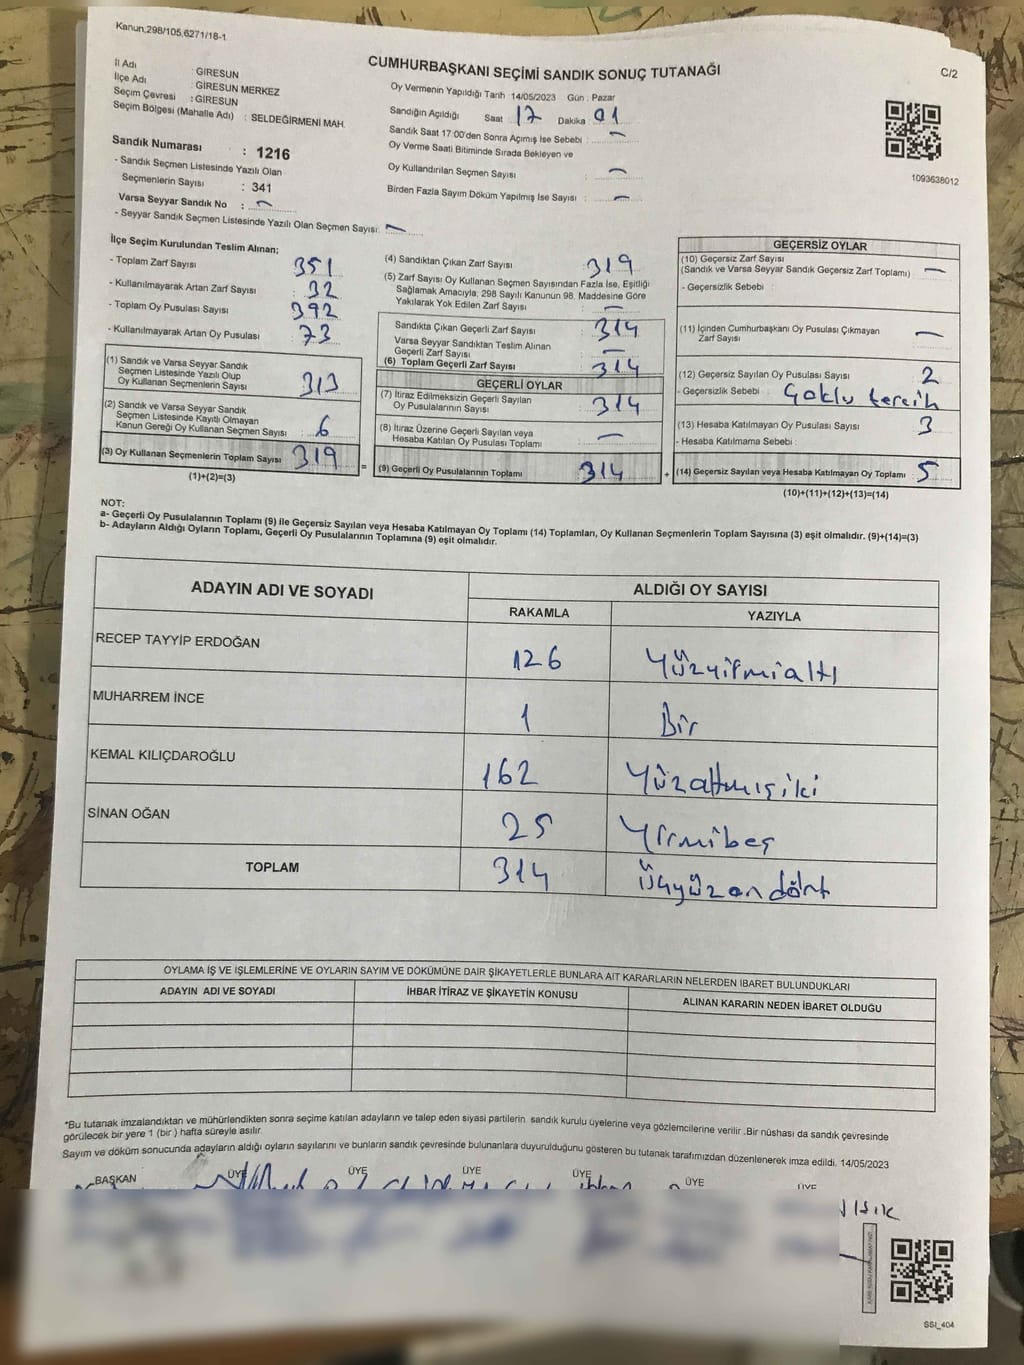 Kanun.298/105,6271/18-1
CUMHURBAŞKANI SEÇİMİ SANDIK SONUÇ TUTANAĞI
C/2
İl Adı : GİRESUN
İlçe Adı : GİRESUN MERKEZ
Seçim Çevresi : GİRESUN
Seçim Bölgesi (Mahalle Adı) : SELDEĞİRMENİ MAH.
Oy Vermenin Yapıldığı Tarih :14/05/2023 Gün : Pazar
Sandığın Açıldığı Saat 17 Dakika 01
Sandık Saat 17:00'den Sonra Açılmış İse Sebebi : -
Oy Verme Saati Bitiminde Sırada Bekleyen ve
Oy Kullandırılan Seçmen Sayısı : -
Birden Fazla Sayım Döküm Yapılmış İse Sayısı : -
1093638012
Sandık Numarası : 1216
- Sandık Seçmen Listesinde Yazılı Olan
Seçmenlerin Sayısı : 341
Varsa Seyyar Sandık No : -
- Seyyar Sandık Seçmen Listesinde Yazılı Olan Seçmen Sayısı: -
İlçe Seçim Kurulundan Teslim Alınan;
- Toplam Zarf Sayısı : 351
- Kullanılmayarak Artan Zarf Sayısı : 32
- Toplam Oy Pusulası Sayısı : 392
- Kullanılmayarak Artan Oy Pusulası : 73
(1) Sandık ve Varsa Seyyar Sandık
Seçmen Listesinde Yazılı Olup
Oy Kullanan Seçmenlerin Sayısı : 313
(2) Sandık ve Varsa Seyyar Sandık
Seçmen Listesinde Kayıtlı Olmayan
Kanun Gereği Oy Kullanan Seçmen Sayısı : 6
(3) Oy Kullanan Seçmenlerin Toplam Sayısı 319
(1)+(2)=(3)
(4) Sandıktan Çıkan Zarf Sayısı : 319
(5) Zarf Sayısı Oy Kullanan Seçmen Sayısından Fazla İse, Eşitliği
Sağlamak Amacıyla, 298 Sayılı Kanunun 98. Maddesine Göre
Yakılarak Yok Edilen Zarf Sayısı : -
Sandıkta Çıkan Geçerli Zarf Sayısı : 314
Varsa Seyyar Sandıktan Teslim Alınan
Geçerli Zarf Sayısı : -
(6) Toplam Geçerli Zarf Sayısı : 314
GEÇERLİ OYLAR
(7) İtiraz Edilmeksizin Geçerli Sayılan
Oy Pusulalarının Sayısı : 314
(8) İtiraz Üzerine Geçerli Sayılan veya
Hesaba Katılan Oy Pusulası Toplamı : -
= (9) Geçerli Oy Pusulalarının Toplamı : 314
GEÇERSİZ OYLAR
(10) Geçersiz Zarf Sayısı
(Sandık ve Varsa Seyyar Sandık Geçersiz Zarf Toplamı) : -
- Geçersizlik Sebebi :
(11) İçinden Cumhurbaşkanı Oy Pusulası Çıkmayan
Zarf Sayısı : -
(12) Geçersiz Sayılan Oy Pusulası Sayısı : 2
- Geçersizlik Sebebi : Çoklu tercih
(13) Hesaba Katılmayan Oy Pusulası Sayısı : 3
- Hesaba Katılmama Sebebi :
+ (14) Geçersiz Sayılan veya Hesaba Katılmayan Oy Toplamı : 5
(10)+(11)+(12)+(13)=(14)
NOT:
a- Geçerli Oy Pusulalarının Toplamı (9) ile Geçersiz Sayılan veya Hesaba Katılmayan Oy Toplamı (14) Toplamları, Oy Kullanan Seçmenlerin Toplam Sayısına (3) eşit olmalıdır. (9)+(14)=(3)
b- Adayların Aldığı Oyların Toplamı, Geçerli Oy Pusulalarının Toplamına (9) eşit olmalıdır.
ADAYIN ADI VE SOYADI ALDIĞI OY SAYISI
RAKAMLA YAZIYLA
RECEP TAYYİP ERDOĞAN 126 Yüzyirmialtı
MUHARREM İNCE 1 Bir
KEMAL KILIÇDAROĞLU 162 Yüzaltmışiki
SİNAN OĞAN 25 Yirmibeş
TOPLAM 314 Üçyüzondört
OYLAMA İŞ VE İŞLEMLERİNE VE OYLARIN SAYIM VE DÖKÜMÜNE DAİR ŞİKAYETLERLE BUNLARA AİT KARARLARIN NELERDEN İBARET BULUNDUKLARI
ADAYIN ADI VE SOYADI İHBAR İTİRAZ VE ŞİKAYETİN KONUSU ALINAN KARARIN NEDEN İBARET OLDUĞU
*Bu tutanak imzalandıktan ve mühürlendikten sonra seçime katılan adayların ve talep eden siyasi partilerin sandık kurulu üyelerine veya gözlemcilerine verilir .Bir nüshası da sandık çevresinde
görülecek bir yere 1 (bir ) hafta süreyle asılır.
Sayım ve döküm sonucunda adayların aldığı oyların sayılarını ve bunların sandık çevresinde bulunanlara duyurulduğunu gösteren bu tutanak tarafımızdan düzenlenerek imza edildi. 14/05/2023
BAŞKAN ÜYE ÜYE ÜYE ÜYE ÜYE ÜYE
SSI_404